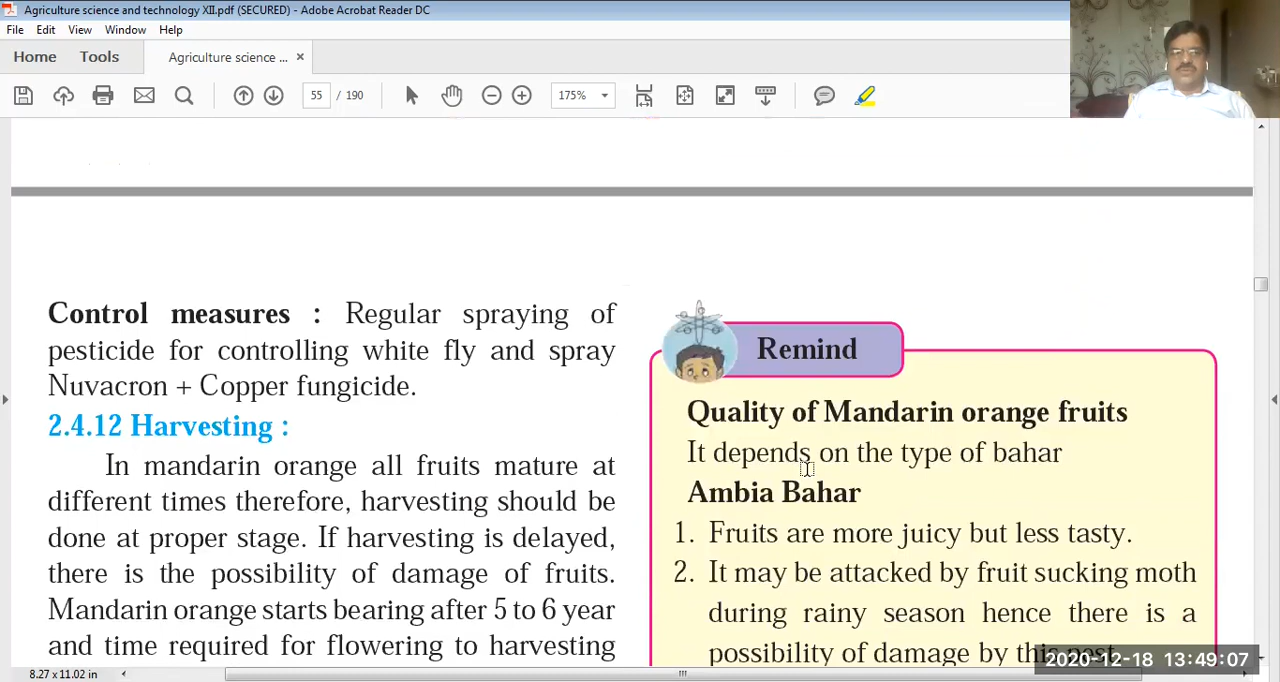 Agriculture science and technology XII.pdf (SECURED) - Adobe Acrobat Reader DC
File Edit View Window Help
Home Tools Agriculture science ... ×
55 / 190 175%
Control measures : Regular spraying of
pesticide for controlling white fly and spray
Nuvacron + Copper fungicide.
2.4.12 Harvesting :
In mandarin orange all fruits mature at
different times therefore, harvesting should be
done at proper stage. If harvesting is delayed,
there is the possibility of damage of fruits.
Mandarin orange starts bearing after 5 to 6 year
and time required for flowering to harvesting
Remind
Quality of Mandarin orange fruits
It depends on the type of bahar
Ambia Bahar
1. Fruits are more juicy but less tasty.
2. It may be attacked by fruit sucking moth
during rainy season hence there is a
possibility of damage by this pest.
2020-12-18 13:49:07
8.27 x 11.02 in